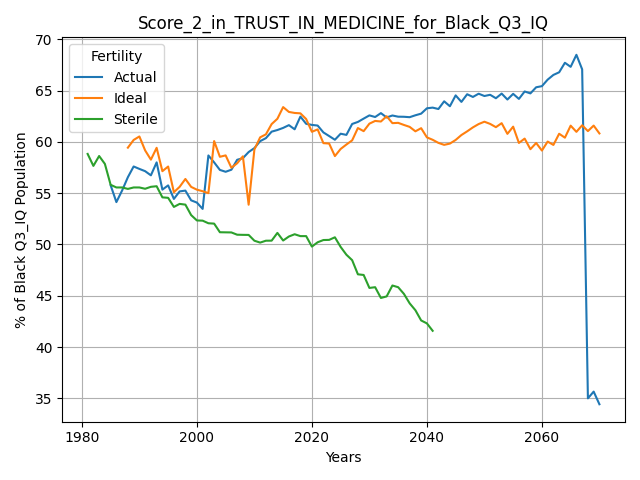 Score_2_in_TRUST_IN_MEDICINE_for_Black_Q3_IQ
% of Black Q3_IQ Population
70
65
60
55
50
45
40
35
Fertility
Actual
Ideal
Sterile
1980 2000 2020 2040 2060
Years